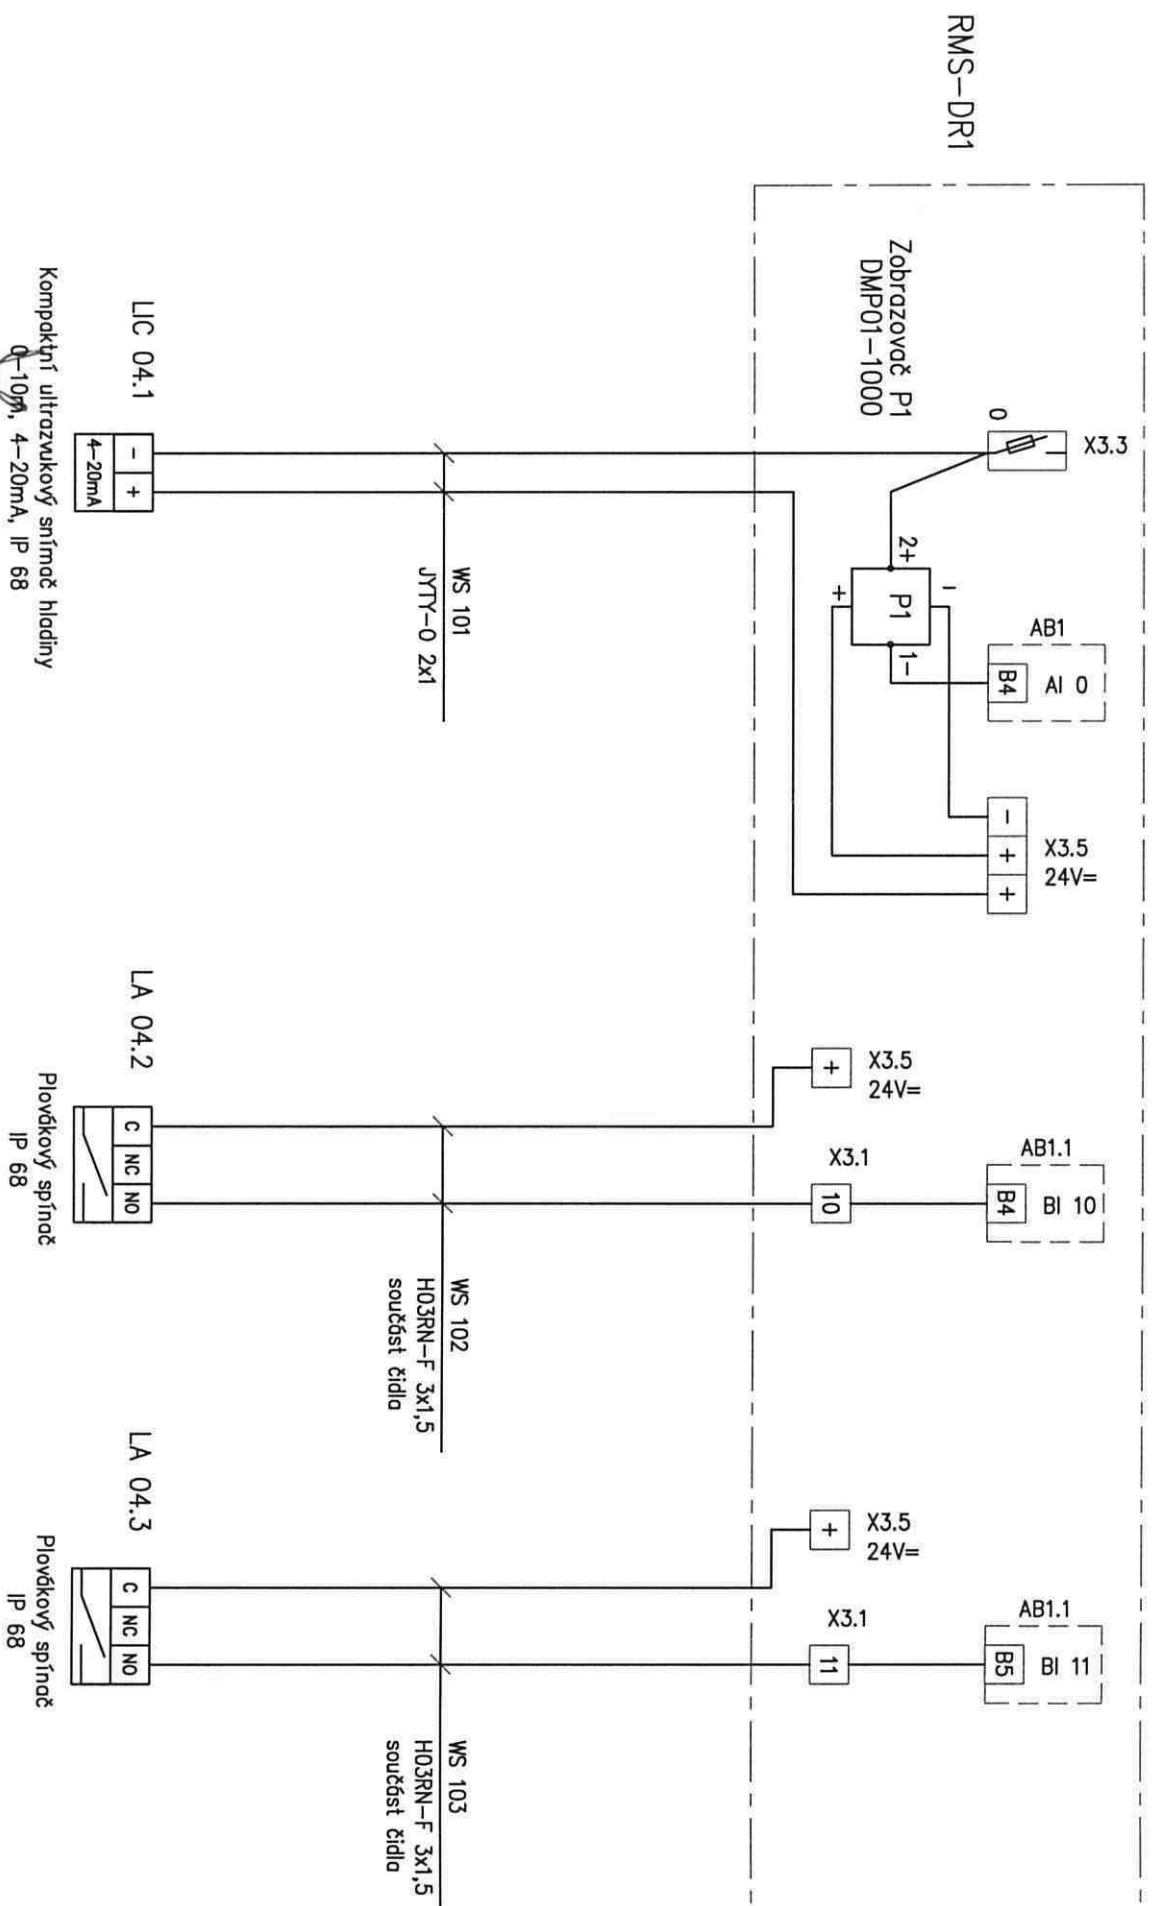 RMS-DR1
Zobrazovač P1
DMP01-1000
0
X3.3
2+
P1
1-
-
+
AB1
B4
AI 0
-
+
+
X3.5
24V=
LIC 04.1
-
+
4-20mA
WS 101
JYTY-O 2x1
Kompaktní ultrazvukový snímač hladiny
0-10m, 4-20mA, IP 68
+
X3.5
24V=
X3.1
10
AB1.1
B4
BI 10
LA 04.2
C
NC
NO
WS 102
H03RN-F 3x1,5
součást čidla
Plovákový spínač
IP 68
+
X3.5
24V=
X3.1
11
AB1.1
B5
BI 11
LA 04.3
C
NC
NO
WS 103
H03RN-F 3x1,5
součást čidla
Plovákový spínač
IP 68